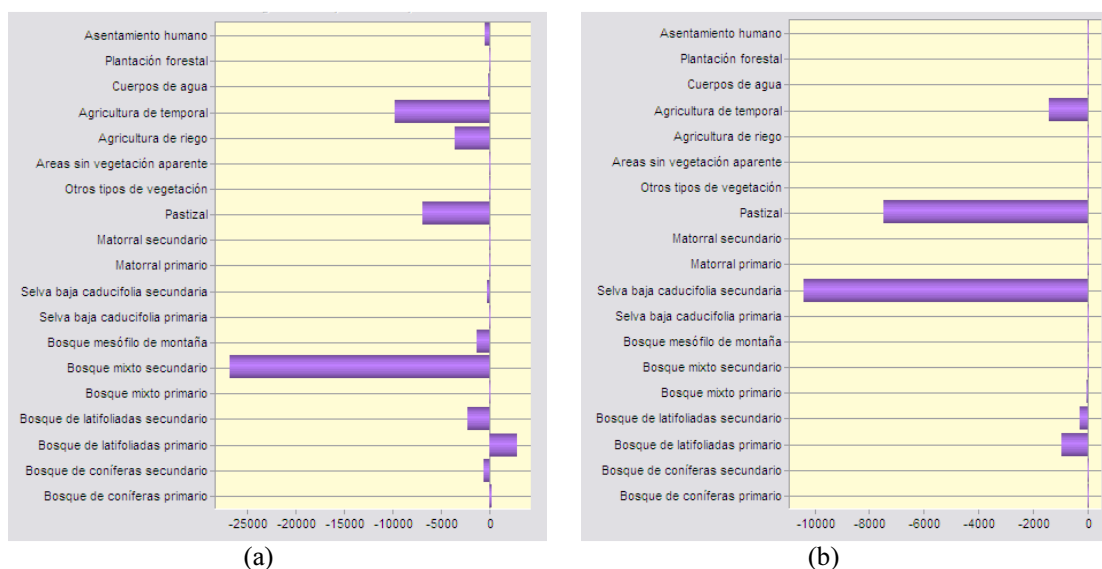 Asentamiento humano
Plantación forestal
Cuerpos de agua
Agricultura de temporal
Agricultura de riego
Areas sin vegetación aparente
Otros tipos de vegetación
Pastizal
Matorral secundario
Matorral primario
Selva baja caducifolia secundaria
Selva baja caducifolia primaria
Bosque mesófilo de montaña
Bosque mixto secundario
Bosque mixto primario
Bosque de latifoliadas secundario
Bosque de latifoliadas primario
Bosque de coníferas secundario
Bosque de coníferas primario
-25000 -20000 -15000 -10000 -5000 0
(a)
Asentamiento humano
Plantación forestal
Cuerpos de agua
Agricultura de temporal
Agricultura de riego
Areas sin vegetación aparente
Otros tipos de vegetación
Pastizal
Matorral secundario
Matorral primario
Selva baja caducifolia secundaria
Selva baja caducifolia primaria
Bosque mesófilo de montaña
Bosque mixto secundario
Bosque mixto primario
Bosque de latifoliadas secundario
Bosque de latifoliadas primario
Bosque de coníferas secundario
Bosque de coníferas primario
-10000 -8000 -6000 -4000 -2000 0
(b)